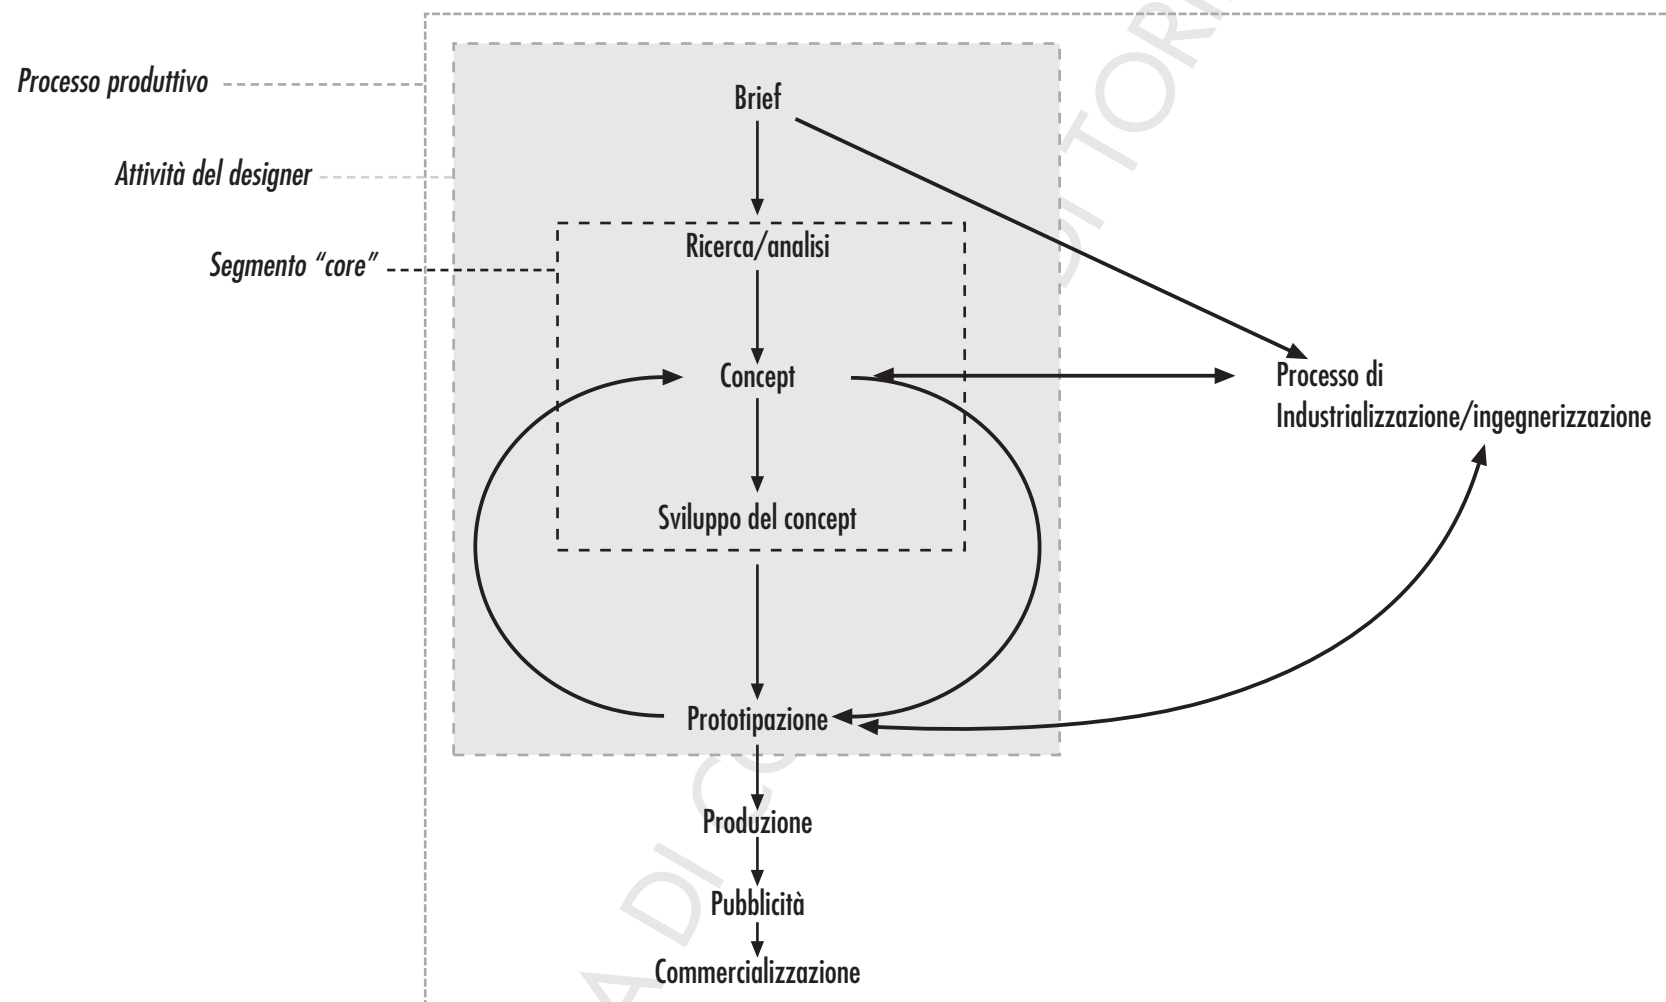 Processo produttivo
Brief
Attività del designer
Ricerca/analisi
Segmento “core”
Concept
Processo di
Industrializzazione/ingegnerizzazione
Sviluppo del concept
Prototipazione
Produzione
Pubblicità
Commercializzazione